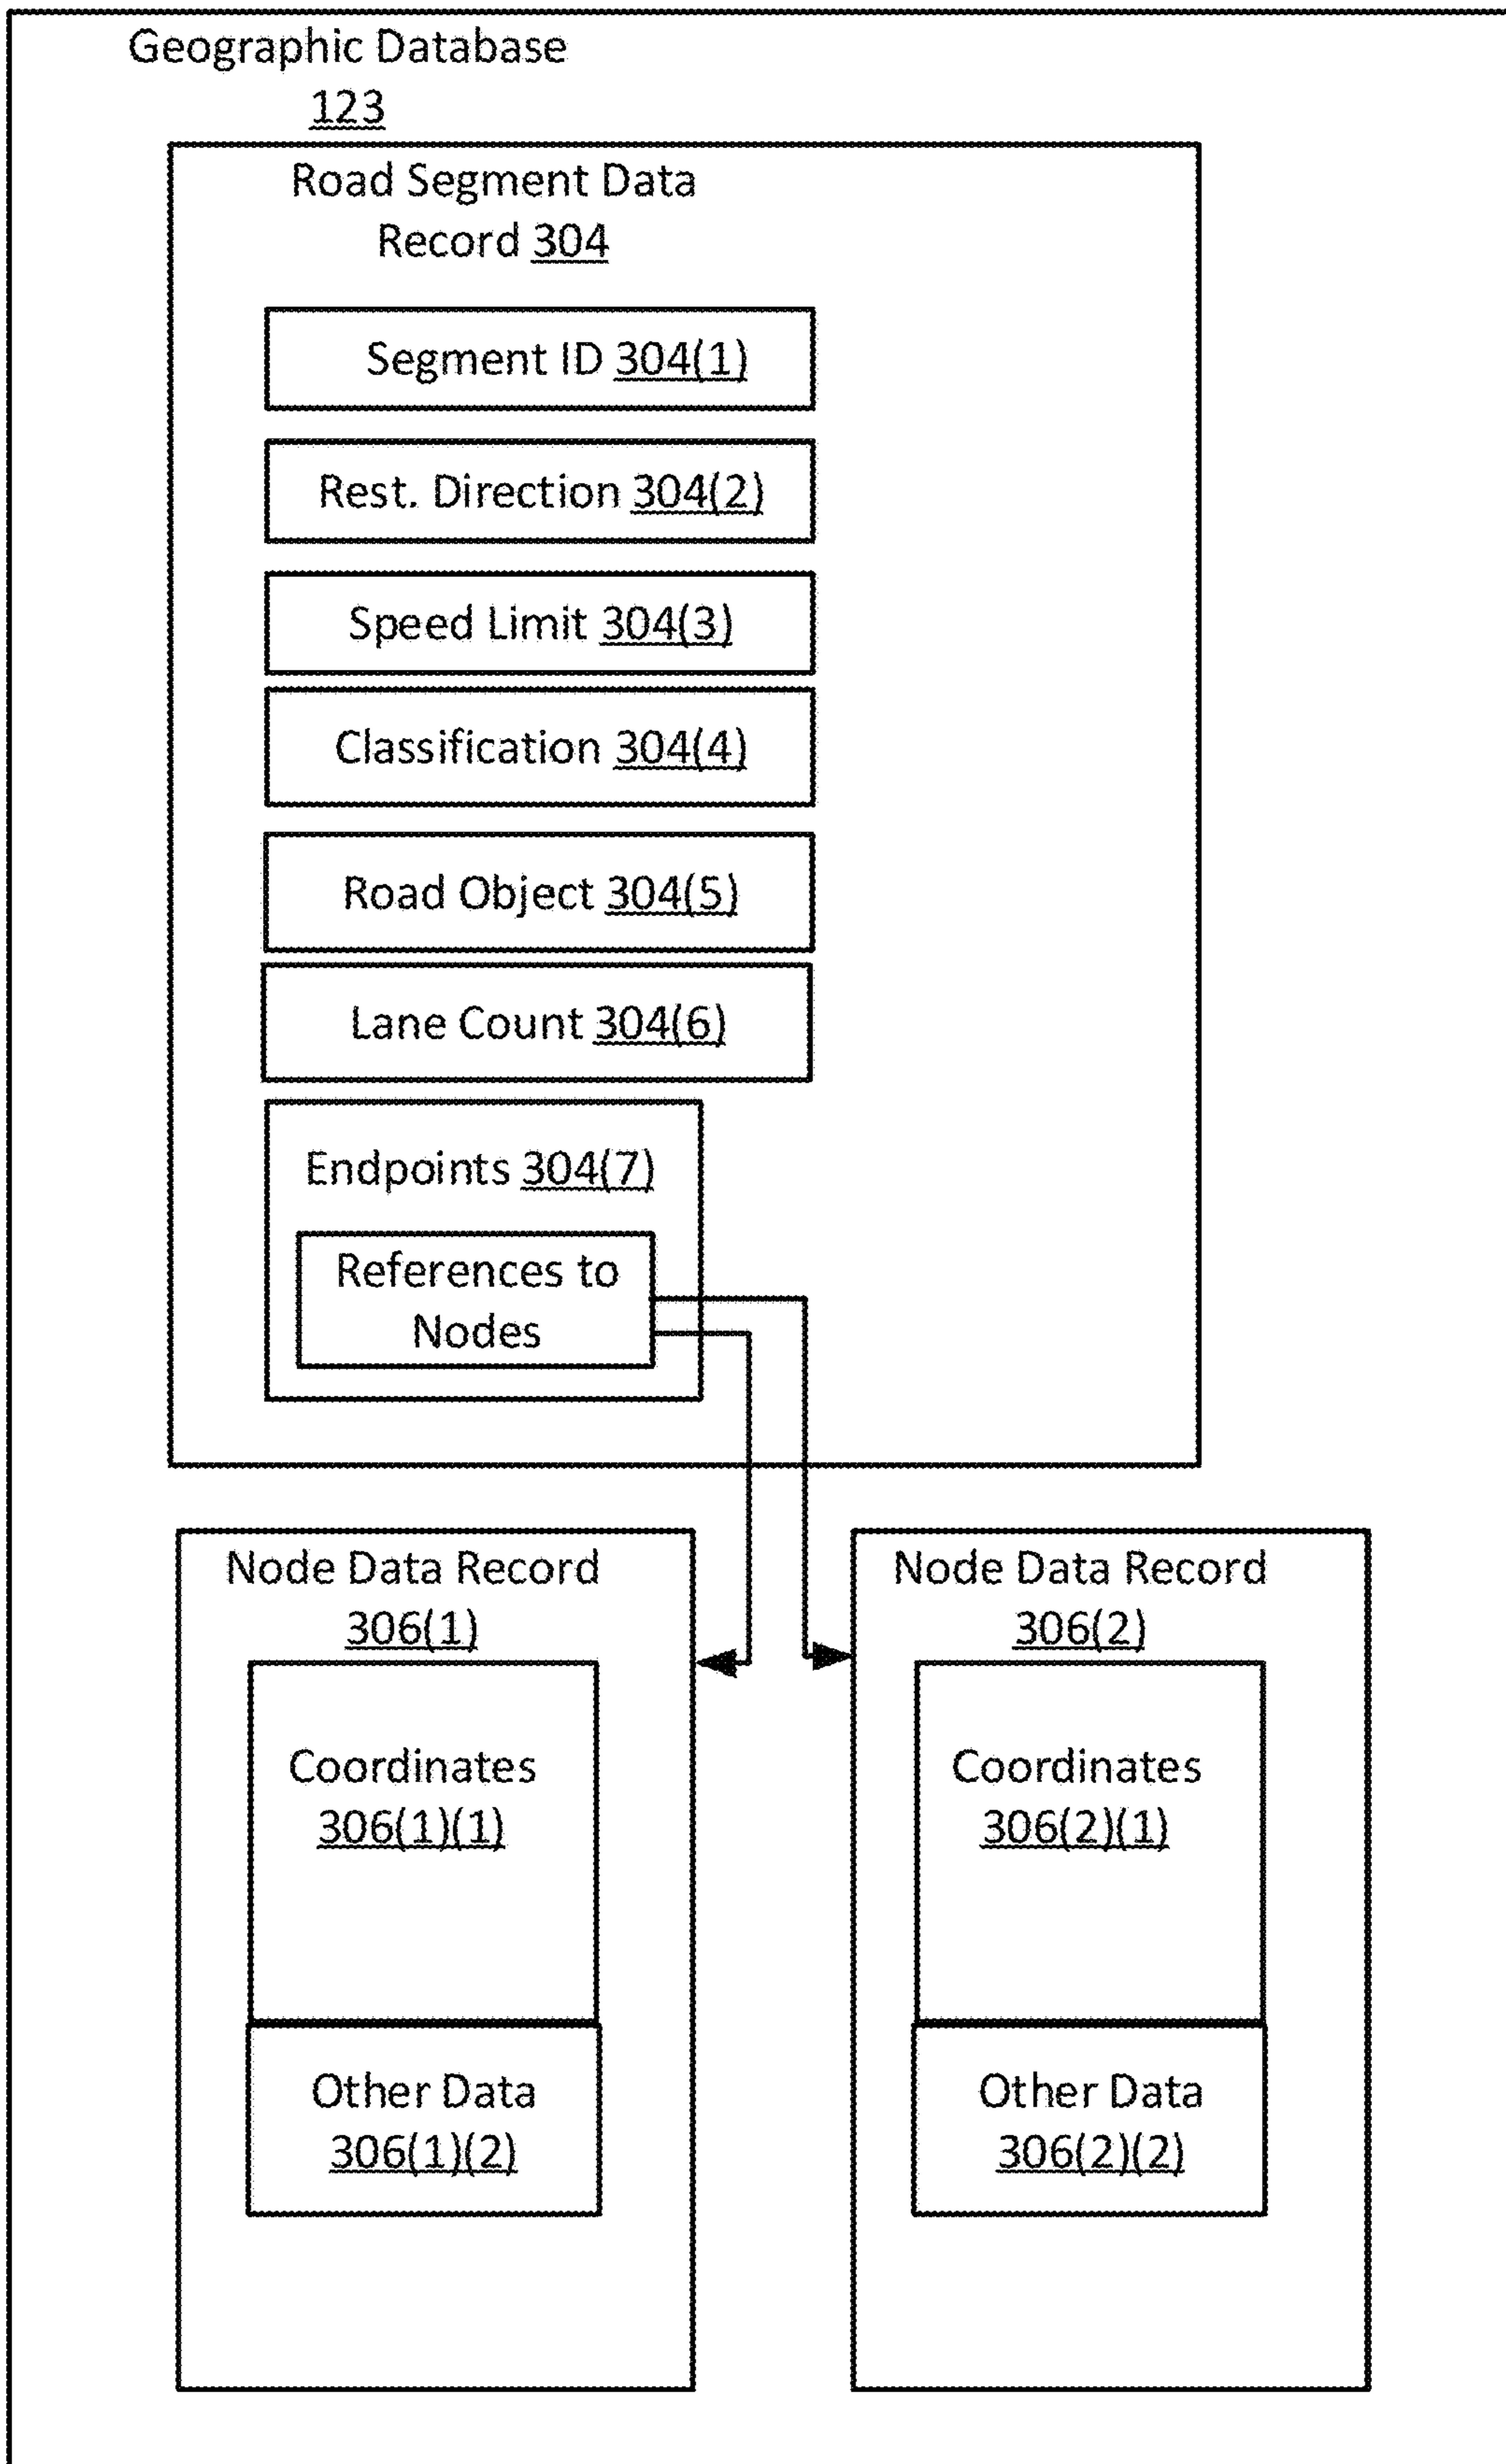 Geographic Database
123
Road Segment Data
Record 304
Segment ID 304(1)
Rest. Direction 304(2)
Speed Limit 304(3)
Classification 304(4)
Road Object 304(5)
Lane Count 304(6)
Endpoints 304(7)
References to
Nodes
Node Data Record
306(1)
Coordinates
306(1)(1)
Other Data
306(1)(2)
Node Data Record
306(2)
Coordinates
306(2)(1)
Other Data
306(2)(2)